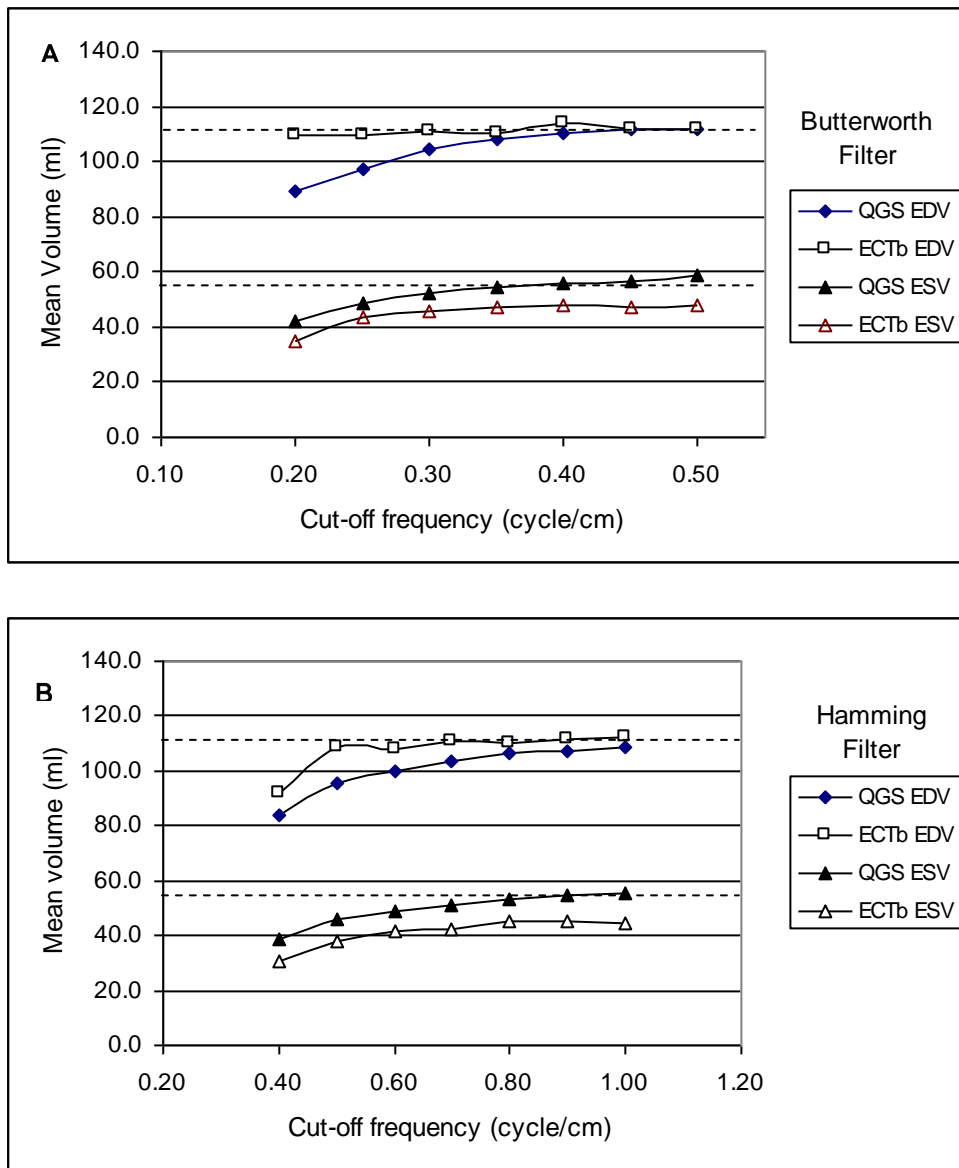 A
140.0
120.0
100.0
80.0
60.0
40.0
20.0
0.0
Mean Volume (ml)
0.10 0.20 0.30 0.40 0.50
Cut-off frequency (cycle/cm)
Butterworth
Filter
QGS EDV
ECTb EDV
QGS ESV
ECTb ESV
B
140.0
120.0
100.0
80.0
60.0
40.0
20.0
0.0
Mean volume (ml)
0.20 0.40 0.60 0.80 1.00 1.20
Cut-off frequency (cycle/cm)
Hamming
Filter
QGS EDV
ECTb EDV
QGS ESV
ECTb ESV